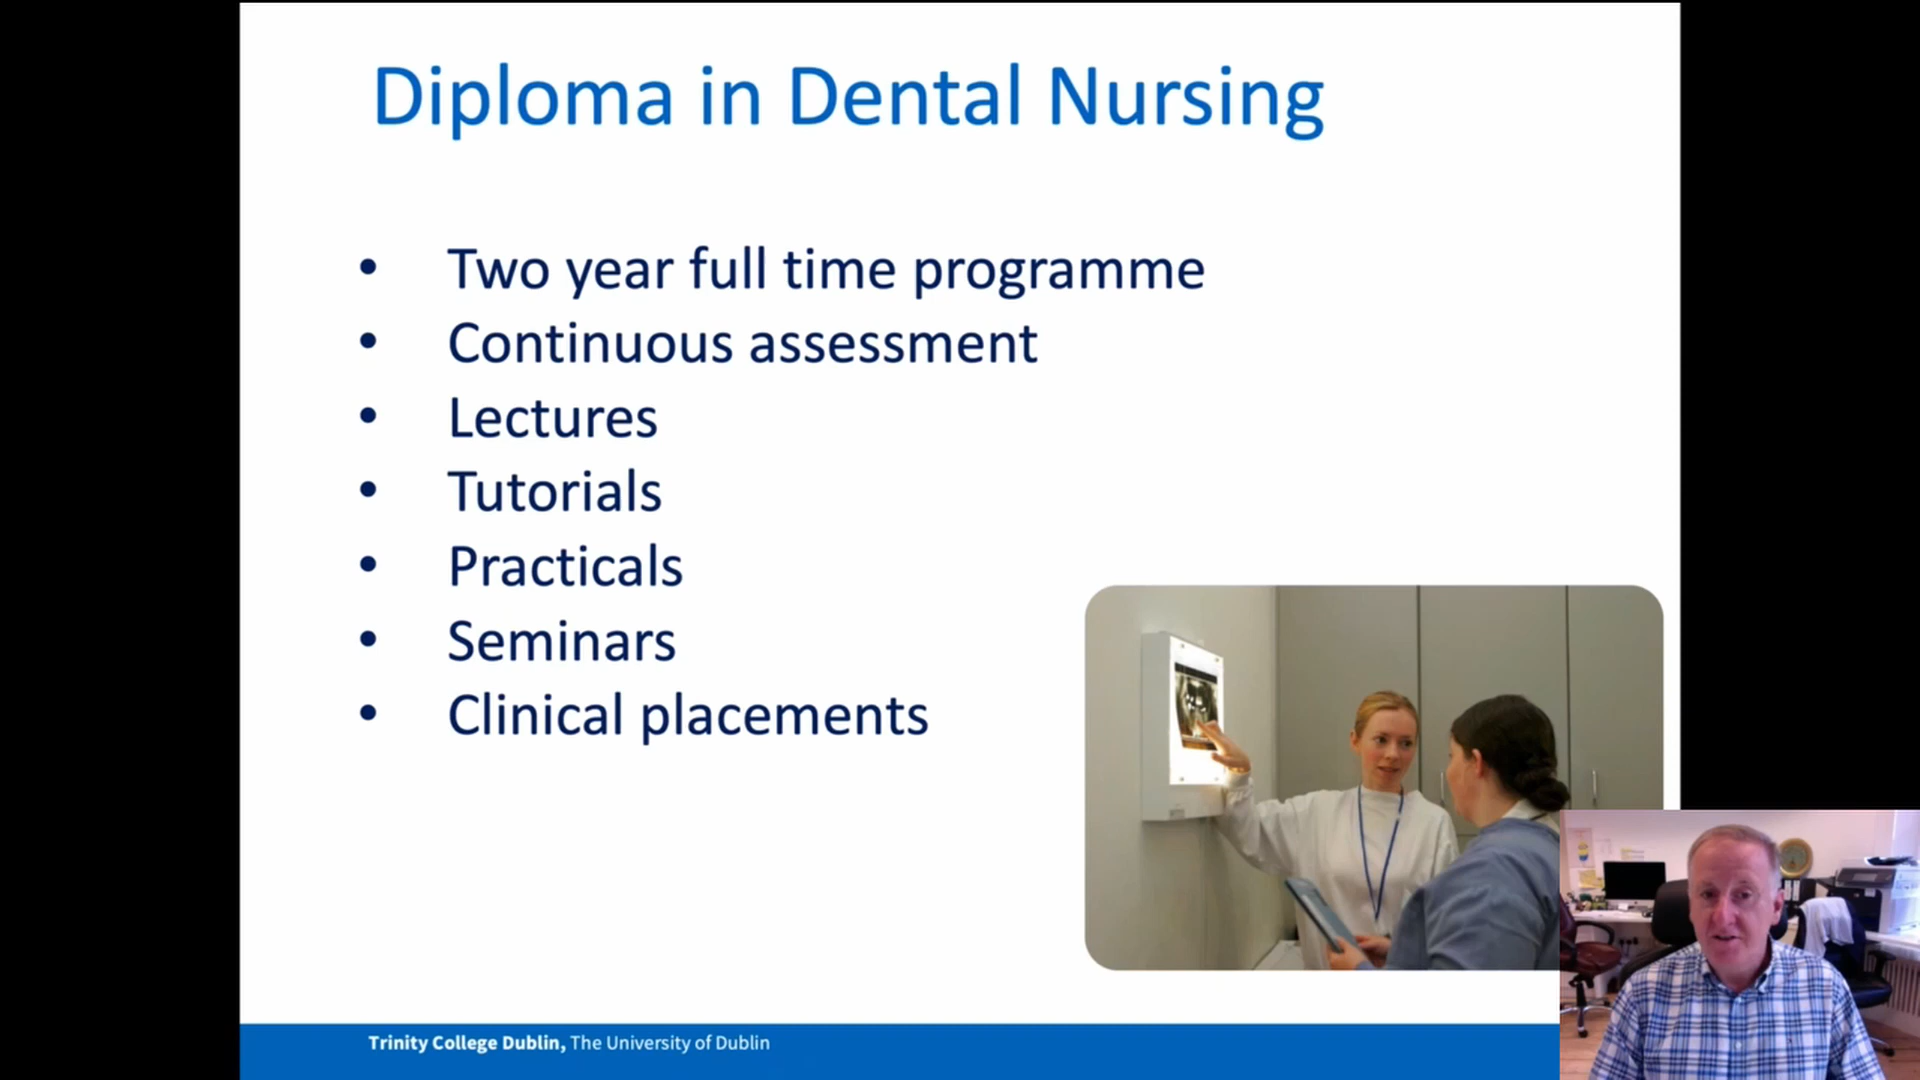 Diploma in Dental Nursing
• Two year full time programme
• Continuous assessment
• Lectures
• Tutorials
• Practicals
• Seminars
• Clinical placements
Trinity College Dublin, The University of Dublin